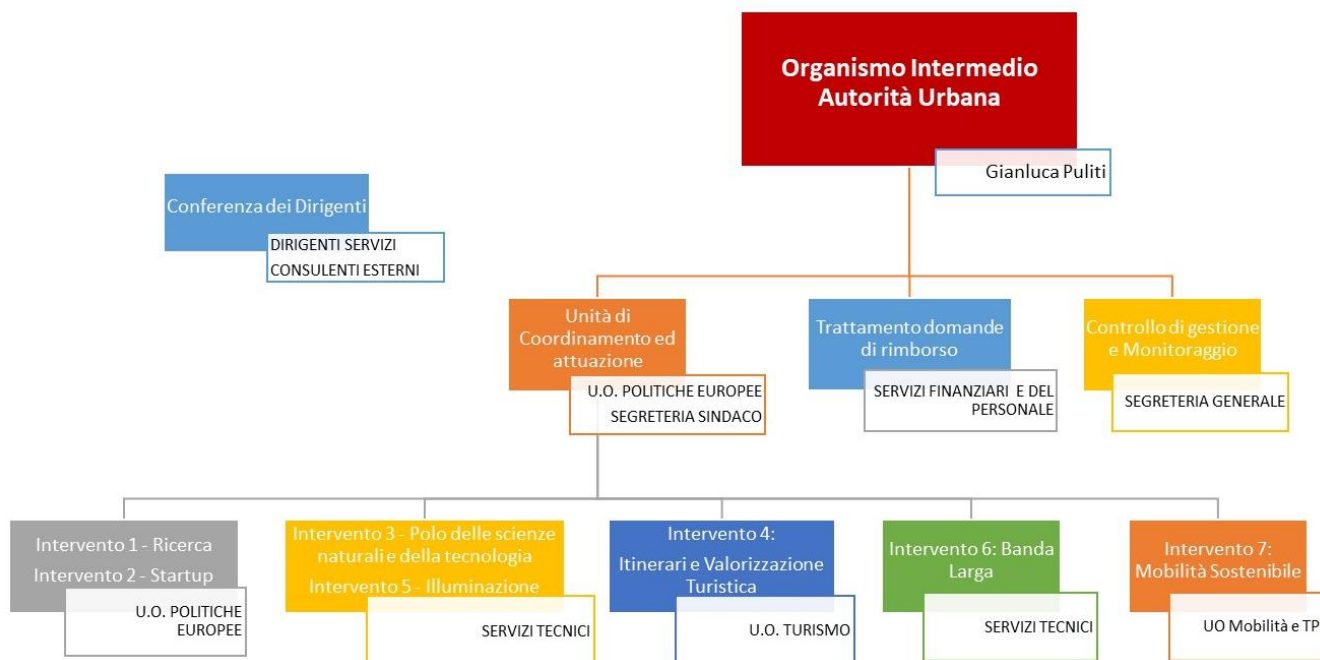 Organismo Intermedio
Autorità Urbana
Gianluca Puliti
Conferenza dei Dirigenti
DIRIGENTI SERVIZI
CONSULENTI ESTERNI
Unità di
Coordinamento ed
attuazione
U.O. POLITICHE EUROPEE
SEGRETERIA SINDACO
Trattamento domande
di rimborso
SERVIZI FINANZIARI E DEL
PERSONALE
Controllo di gestione
e Monitoraggio
SEGRETERIA GENERALE
Intervento 1 - Ricerca
Intervento 2 - Startup
U.O. POLITICHE
EUROPEE
Intervento 3 - Polo delle scienze
naturali e della tecnologia
Intervento 5 - Illuminazione
SERVIZI TECNICI
Intervento 4:
Itinerari e Valorizzazione
Turistica
U.O. TURISMO
Intervento 6: Banda
Larga
SERVIZI TECNICI
Intervento 7:
Mobilità Sostenibile
UO Mobilità e TP